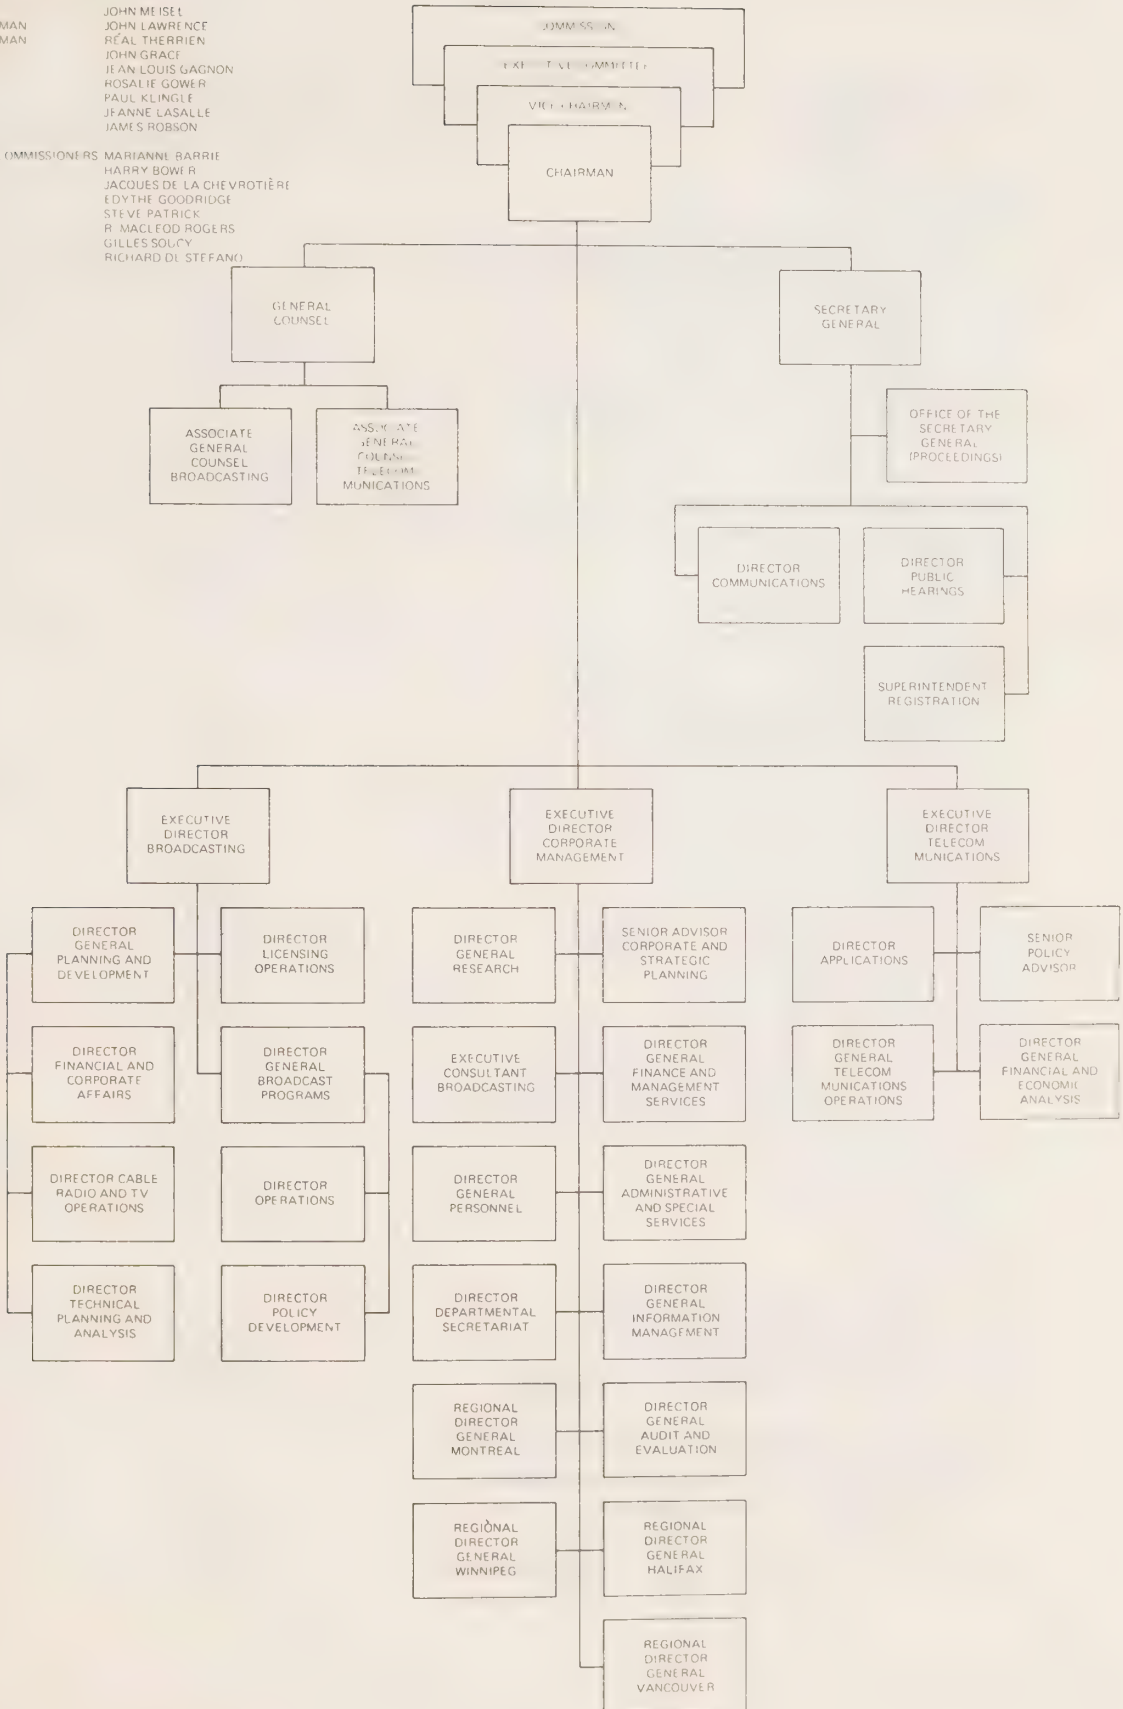 JOHN MEISEL
MAN JOHN LAWRENCE
MAN RÉAL THERRIEN
JOHN GRACE
JEAN LOUIS GAGNON
ROSALIE GOWER
PAUL KLINGLE
JEANNE LASALLE
JAMES ROBSON
OMMISSIONERS MARIANNE BARRIE
HARRY BOWER
JACQUES DE LA CHEVROTIÈRE
EDYTHE GOODRIDGE
STEVE PATRICK
R MACLEOD ROGERS
GILLES SOUCY
RICHARD DE STEFANO
COMMISSION
EXECUTIVE COMMITTEE
VICE CHAIRMEN
CHAIRMAN
GENERAL
COUNSEL
SECRETARY
GENERAL
ASSOCIATE
GENERAL
COUNSEL
BROADCASTING
ASSOCIATE
GENERAL
COUNSEL
TELECOM
MUNICATIONS
OFFICE OF THE
SECRETARY
GENERAL
(PROCEEDINGS)
DIRECTOR
COMMUNICATIONS
DIRECTOR
PUBLIC
HEARINGS
SUPERINTENDENT
REGISTRATION
EXECUTIVE
DIRECTOR
BROADCASTING
EXECUTIVE
DIRECTOR
CORPORATE
MANAGEMENT
EXECUTIVE
DIRECTOR
TELECOM
MUNICATIONS
DIRECTOR
GENERAL
PLANNING AND
DEVELOPMENT
DIRECTOR
LICENSING
OPERATIONS
DIRECTOR
GENERAL
RESEARCH
SENIOR ADVISOR
CORPORATE AND
STRATEGIC
PLANNING
DIRECTOR
APPLICATIONS
SENIOR
POLICY
ADVISOR
DIRECTOR
FINANCIAL AND
CORPORATE
AFFAIRS
DIRECTOR
GENERAL
BROADCAST
PROGRAMS
EXECUTIVE
CONSULTANT
BROADCASTING
DIRECTOR
GENERAL
FINANCE AND
MANAGEMENT
SERVICES
DIRECTOR
GENERAL
TELECOM
MUNICATIONS
OPERATIONS
DIRECTOR
GENERAL
FINANCIAL AND
ECONOMIC
ANALYSIS
DIRECTOR CABLE
RADIO AND TV
OPERATIONS
DIRECTOR
OPERATIONS
DIRECTOR
GENERAL
PERSONNEL
DIRECTOR
GENERAL
ADMINISTRATIVE
AND SPECIAL
SERVICES
DIRECTOR
TECHNICAL
PLANNING AND
ANALYSIS
DIRECTOR
POLICY
DEVELOPMENT
DIRECTOR
DEPARTMENTAL
SECRETARIAT
DIRECTOR
GENERAL
INFORMATION
MANAGEMENT
REGIONAL
DIRECTOR
GENERAL
MONTREAL
DIRECTOR
GENERAL
AUDIT AND
EVALUATION
REGIONAL
DIRECTOR
GENERAL
WINNIPEG
REGIONAL
DIRECTOR
GENERAL
HALIFAX
REGIONAL
DIRECTOR
GENERAL
VANCOUVER